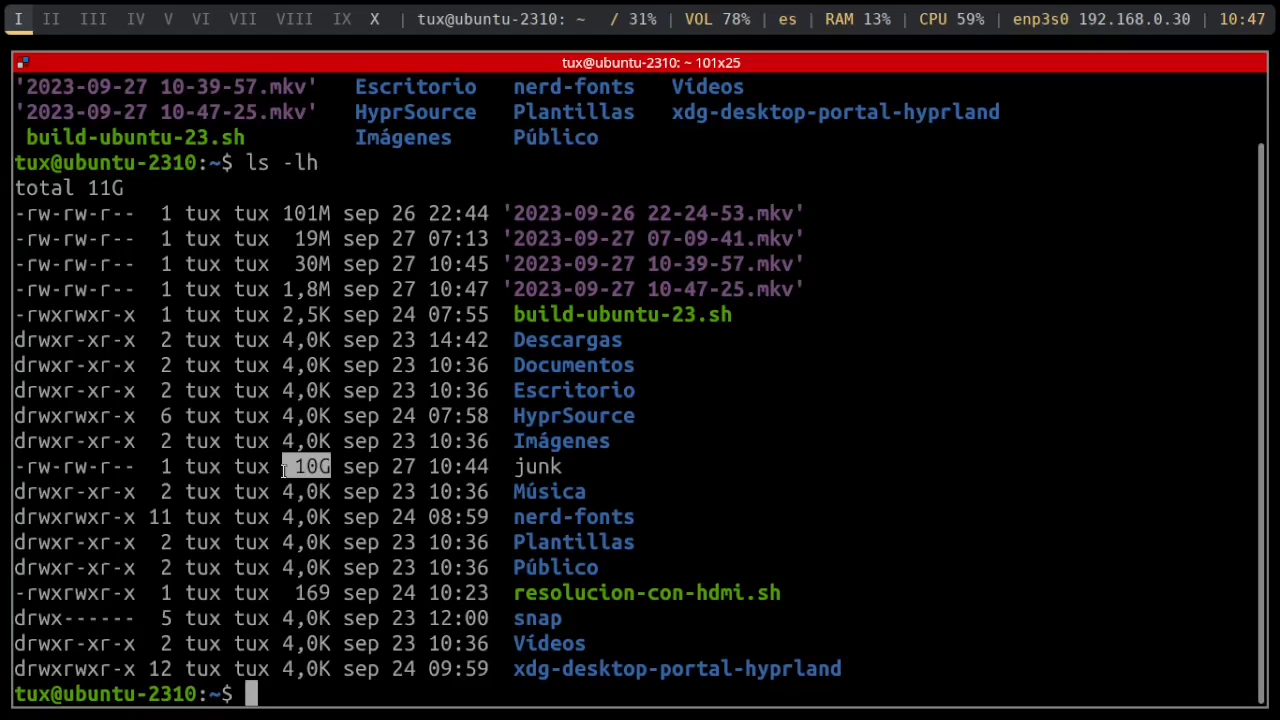 I II III IV V VI VII VIII IX X | tux@ubuntu-2310: ~ / 31% | VOL 78% | es | RAM 13% | CPU 59% | enp3s0 192.168.0.30 | 10:47
tux@ubuntu-2310: ~ 101x25
'2023-09-27 10-39-57.mkv' Escritorio nerd-fonts Vídeos
'2023-09-27 10-47-25.mkv' HyprSource Plantillas xdg-desktop-portal-hyprland
build-ubuntu-23.sh Imágenes Público
tux@ubuntu-2310:~$ ls -lh
total 11G
-rw-rw-r-- 1 tux tux 101M sep 26 22:44 '2023-09-26 22-24-53.mkv'
-rw-rw-r-- 1 tux tux 19M sep 27 07:13 '2023-09-27 07-09-41.mkv'
-rw-rw-r-- 1 tux tux 30M sep 27 10:45 '2023-09-27 10-39-57.mkv'
-rw-rw-r-- 1 tux tux 1,8M sep 27 10:47 '2023-09-27 10-47-25.mkv'
-rwxrwxr-x 1 tux tux 2,5K sep 24 07:55 build-ubuntu-23.sh
drwxr-xr-x 2 tux tux 4,0K sep 23 14:42 Descargas
drwxr-xr-x 2 tux tux 4,0K sep 23 10:36 Documentos
drwxr-xr-x 2 tux tux 4,0K sep 23 10:36 Escritorio
drwxrwxr-x 6 tux tux 4,0K sep 24 07:58 HyprSource
drwxr-xr-x 2 tux tux 4,0K sep 23 10:36 Imágenes
-rw-rw-r-- 1 tux tux 10G sep 27 10:44 junk
drwxr-xr-x 2 tux tux 4,0K sep 23 10:36 Música
drwxrwxr-x 11 tux tux 4,0K sep 24 08:59 nerd-fonts
drwxr-xr-x 2 tux tux 4,0K sep 23 10:36 Plantillas
drwxr-xr-x 2 tux tux 4,0K sep 23 10:36 Público
-rwxrwxr-x 1 tux tux 169 sep 24 10:23 resolucion-con-hdmi.sh
drwx------ 5 tux tux 4,0K sep 23 12:00 snap
drwxr-xr-x 2 tux tux 4,0K sep 23 10:36 Vídeos
drwxrwxr-x 12 tux tux 4,0K sep 24 09:59 xdg-desktop-portal-hyprland
tux@ubuntu-2310:~$